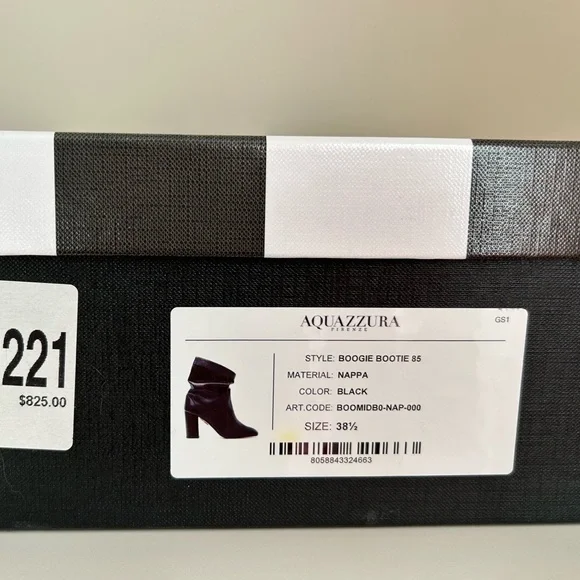 221
$825.00
AQUAZZURA
FIRENZE
GS1
STYLE: BOOGIE BOOTIE 85
MATERIAL: NAPPA
COLOR: BLACK
ART.CODE: BOOMIDB0-NAP-000
SIZE: 38½
8058843324663